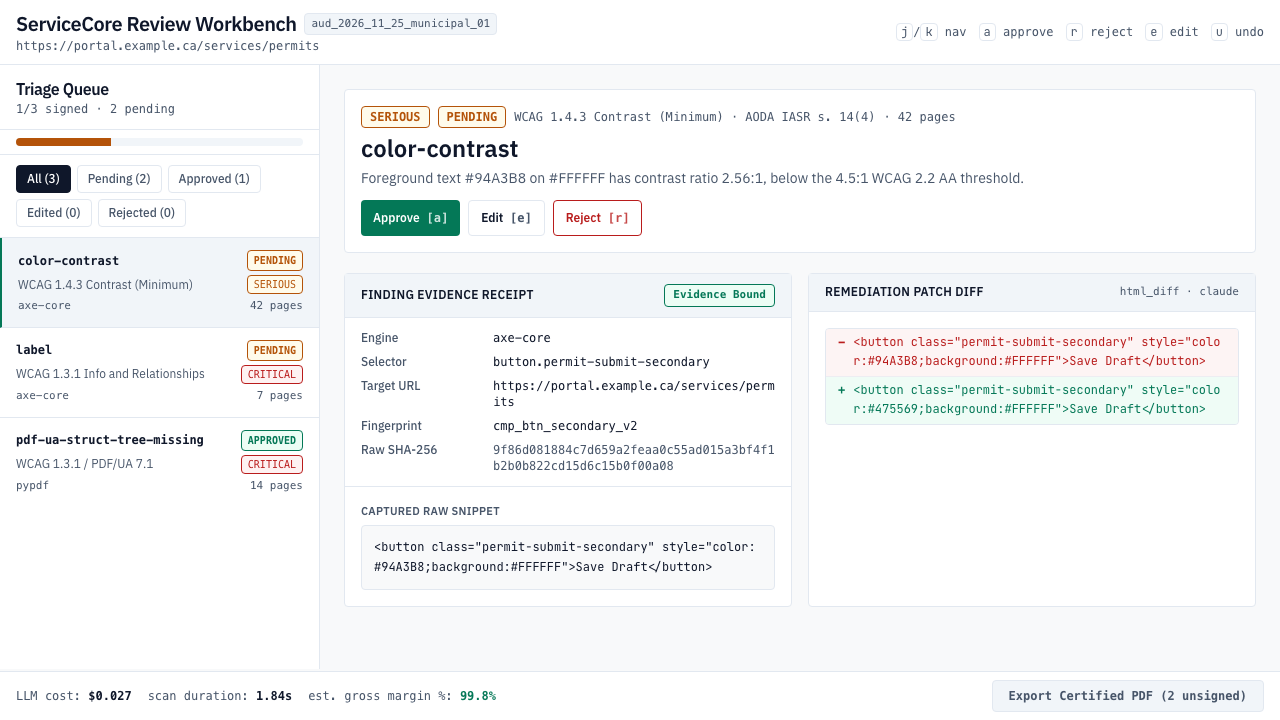 ServiceCore Review Workbench aud_2026_11_25_municipal_01
https://portal.example.ca/services/permits
j/k nav a approve r reject e edit u undo
Triage Queue
1/3 signed · 2 pending
All (3) Pending (2) Approved (1)
Edited (0) Rejected (0)
color-contrast PENDING
WCAG 1.4.3 Contrast (Minimum) SERIOUS
axe-core 42 pages
label PENDING
WCAG 1.3.1 Info and Relationships CRITICAL
axe-core 7 pages
pdf-ua-struct-tree-missing APPROVED
WCAG 1.3.1 / PDF/UA 7.1 CRITICAL
pypdf 14 pages
SERIOUS PENDING WCAG 1.4.3 Contrast (Minimum) · AODA IASR s. 14(4) · 42 pages
color-contrast
Foreground text #94A3B8 on #FFFFFF has contrast ratio 2.56:1, below the 4.5:1 WCAG 2.2 AA threshold.
Approve [a] Edit [e] Reject [r]
FINDING EVIDENCE RECEIPT Evidence Bound
Engine axe-core
Selector button.permit-submit-secondary
Target URL https://portal.example.ca/services/perm
its
Fingerprint cmp_btn_secondary_v2
Raw SHA-256 9f86d081884c7d659a2feaa0c55ad015a3bf4f1
b2b0b822cd15d6c15b0f00a08
CAPTURED RAW SNIPPET
<button class="permit-submit-secondary" style="color:
#94A3B8;background:#FFFFFF">Save Draft</button>
REMEDIATION PATCH DIFF html_diff · claude
− <button class="permit-submit-secondary" style="colo
r:#94A3B8;background:#FFFFFF">Save Draft</button>
+ <button class="permit-submit-secondary" style="colo
r:#475569;background:#FFFFFF">Save Draft</button>
LLM cost: $0.027 scan duration: 1.84s est. gross margin %: 99.8%
Export Certified PDF (2 unsigned)